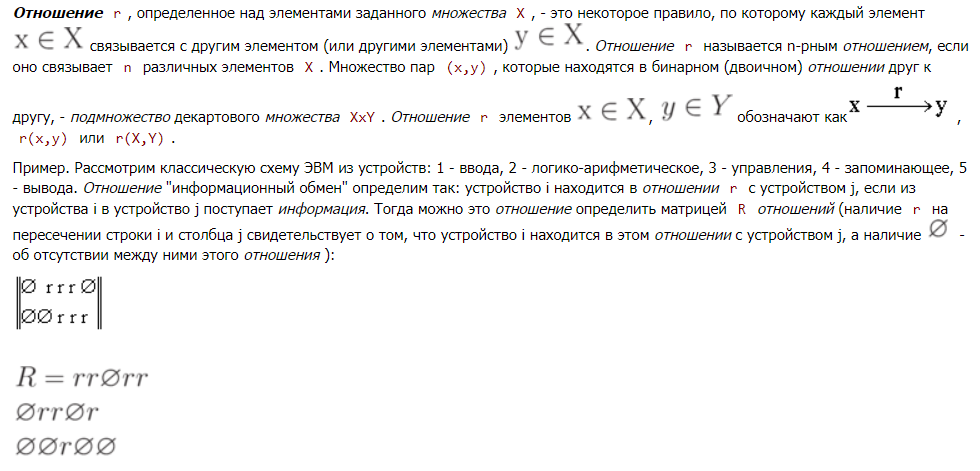 Отношение r , определенное над элементами заданного множества X , - это некоторое правило, по которому каждый элемент
x ∈ X связывается с другим элементом (или другими элементами) y ∈ X . Отношение r называется n-рным отношением, если
оно связывает n различных элементов X . Множество пар (x,y) , которые находятся в бинарном (двоичном) отношении друг к
r
другу, - подмножество декартового множества XxY . Отношение r элементов x ∈ X , y ∈ Y обозначают как x → y ,
r(x,y) или r(X,Y) .
Пример. Рассмотрим классическую схему ЭВМ из устройств: 1 - ввода, 2 - логико-арифметическое, 3 - управления, 4 - запоминающее, 5
- вывода. Отношение "информационный обмен" определим так: устройство i находится в отношении r с устройством j, если из
устройства i в устройство j поступает информация. Тогда можно это отношение определить матрицей R отношений (наличие r на
пересечении строки i и столбца j свидетельствует о том, что устройство i находится в этом отношении с устройством j, а наличие ∅ -
об отсутствии между ними этого отношения ):
∅ r r r ∅
∅∅ r r r
R = rr∅rr
∅rr∅r
∅∅r∅∅